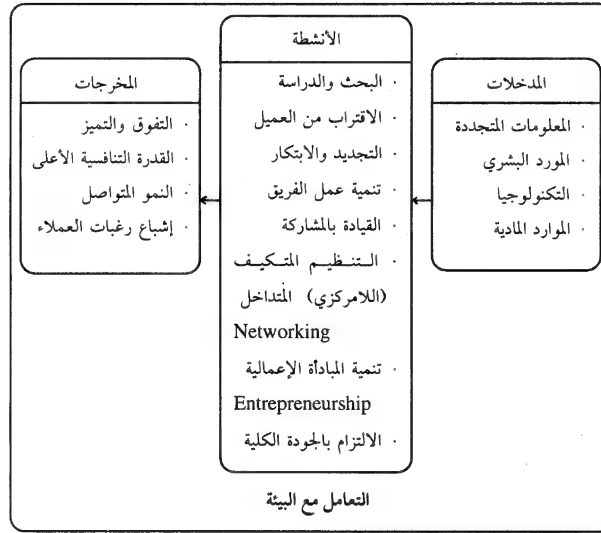 المدخلات
· المعلومات المتجددة
· المورد البشري
· التكنولوجيا
· الموارد المادية
الأنشطة
· البحث والدراسة
· الاقتراب من العميل
· التجديد والابتكار
· تنمية عمل الفريق
· القيادة بالمشاركة
· التنظيم المتكيف
(اللامركزي) المتداخل
Networking
· تنمية المبادأة الإعمالية
Entrepreneurship
· الالتزام بالجودة الكلية
المخرجات
· التفوق والتميز
· القدرة التنافسية الأعلى
· النمو المتواصل
· إشباع رغبات العملاء
التعامل مع البيئة